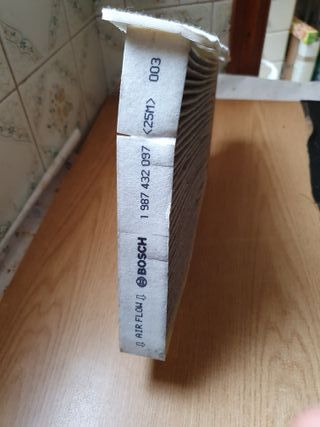 ⇩ AIR FLOW ⇩ BOSCH 1 987 432 097 <25M> 003